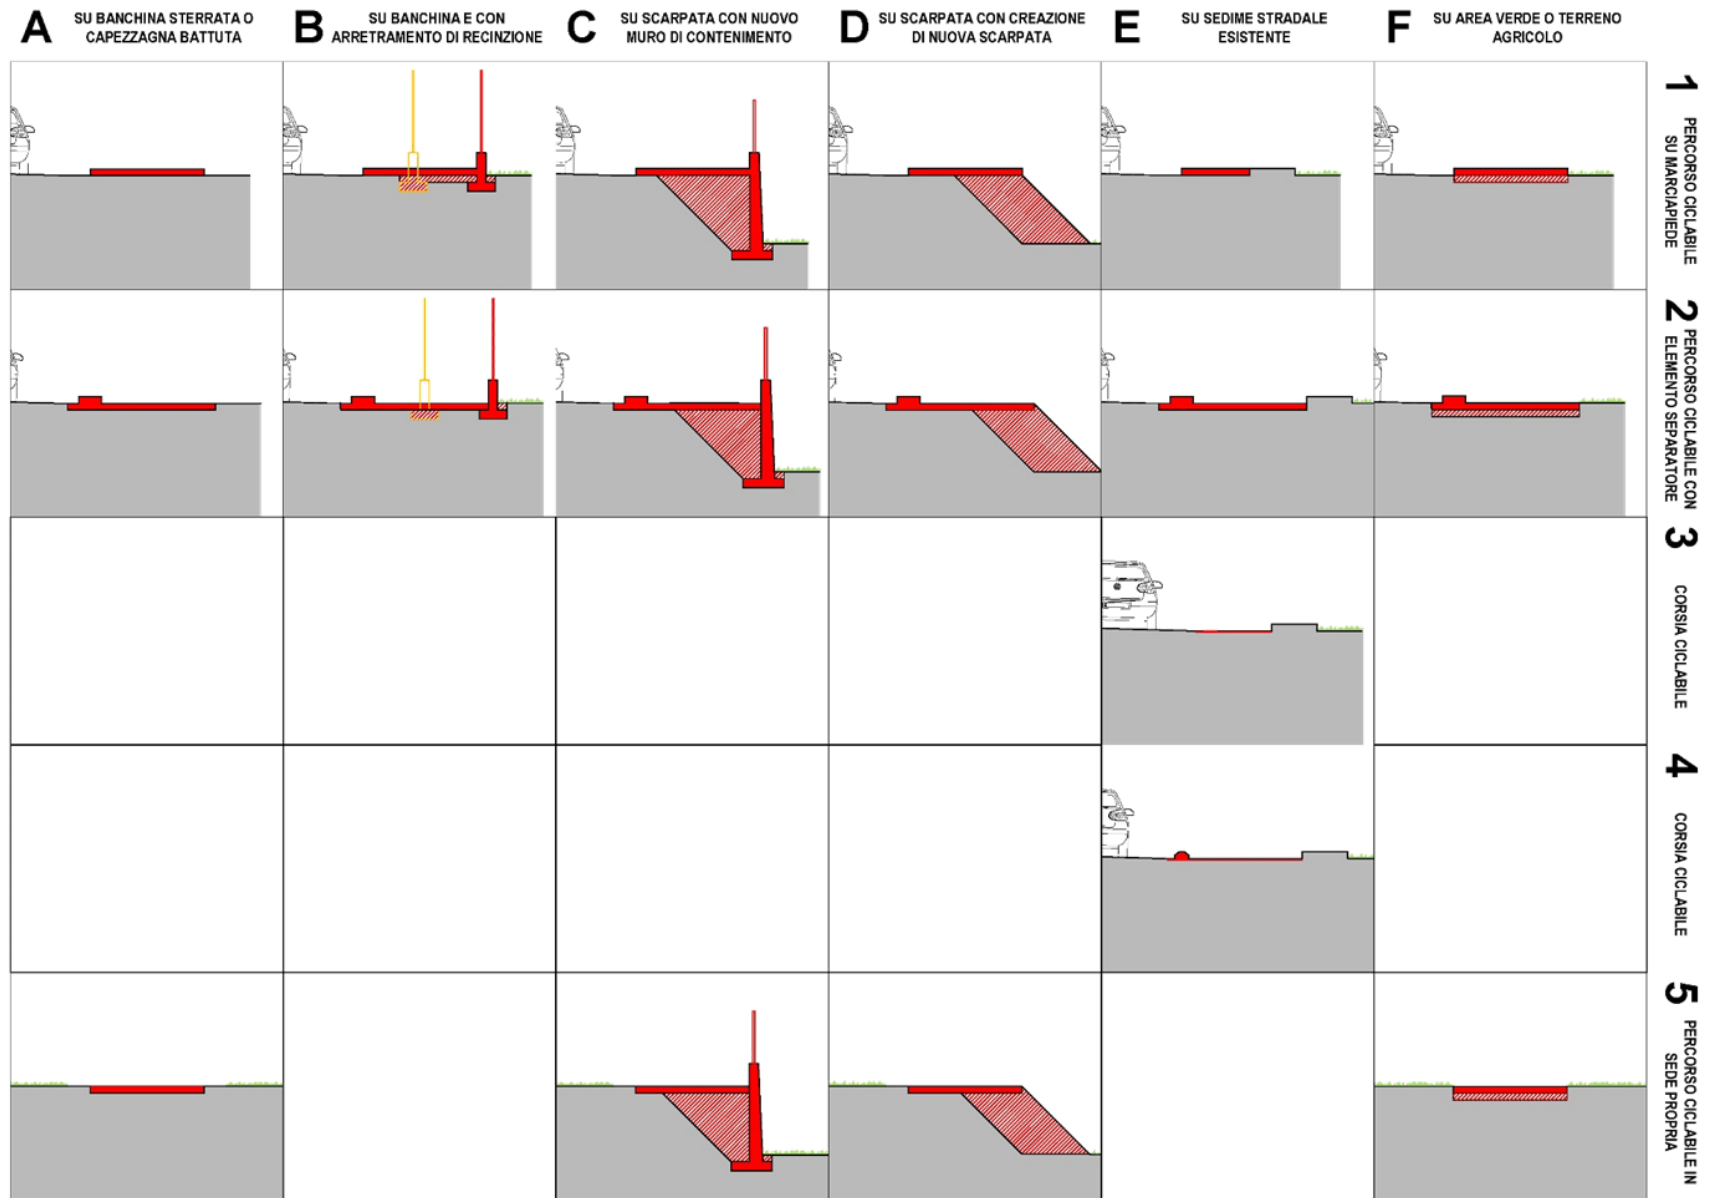 A
SU BANCHINA STERRATA O
CAPEZZAGNA BATTUTA
B
SU BANCHINA E CON
ARRETRAMENTO DI RECINZIONE
C
SU SCARPATA CON NUOVO
MURO DI CONTENIMENTO
D
SU SCARPATA CON CREAZIONE
DI NUOVA SCARPATA
E
SU SEDIME STRADALE
ESISTENTE
F
SU AREA VERDE O TERRENO
AGRICOLO
1
PERCORSO CICLABILE
SU MARCIAPIEDE
2
PERCORSO CICLABILE CON
ELEMENTO SEPARATORE
3
CORSIA CICLABILE
4
CORSIA CICLABILE
5
PERCORSO CICLABILE IN
SEDE PROPRIA